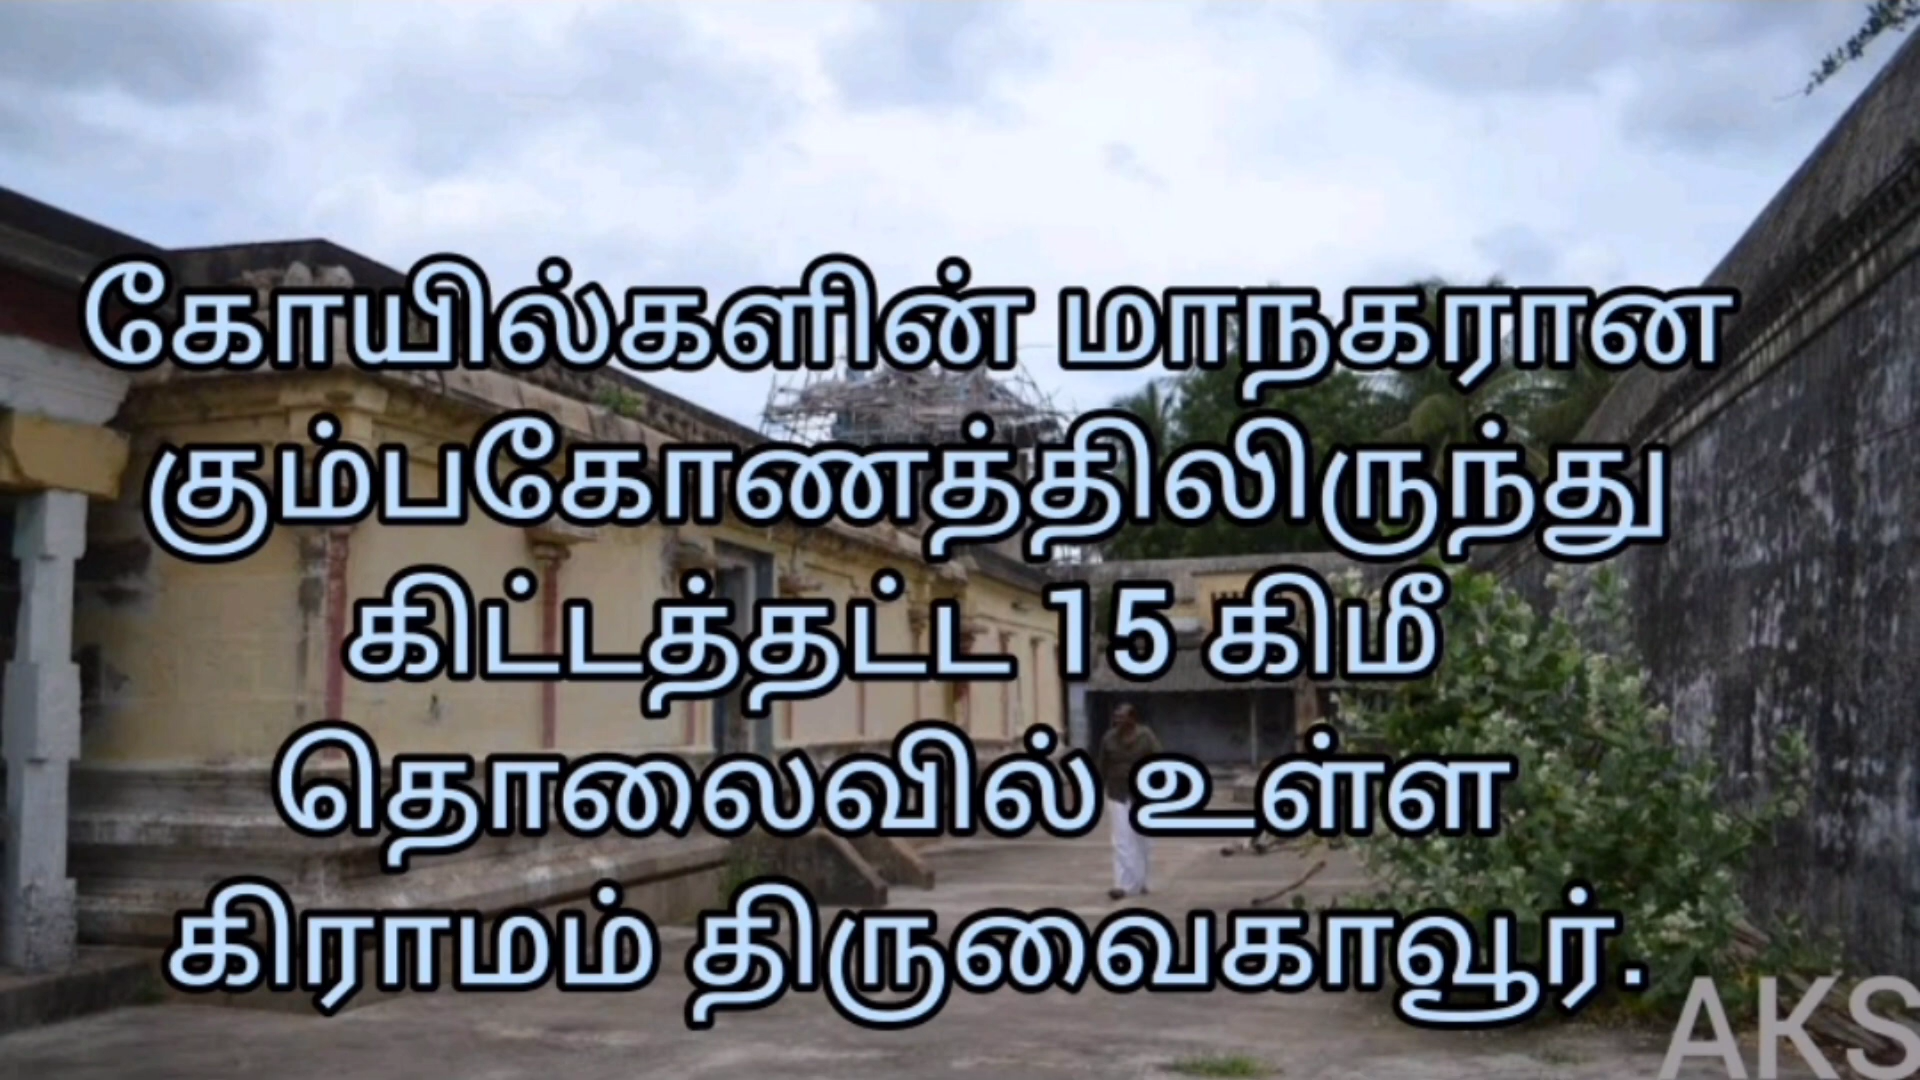 கோயில்களின் மாநகரான
கும்பகோணத்திலிருந்து
கிட்டத்தட்ட 15 கிமீ
தொலைவில் உள்ள
கிராமம் திருவைகாவூர்.
AKS